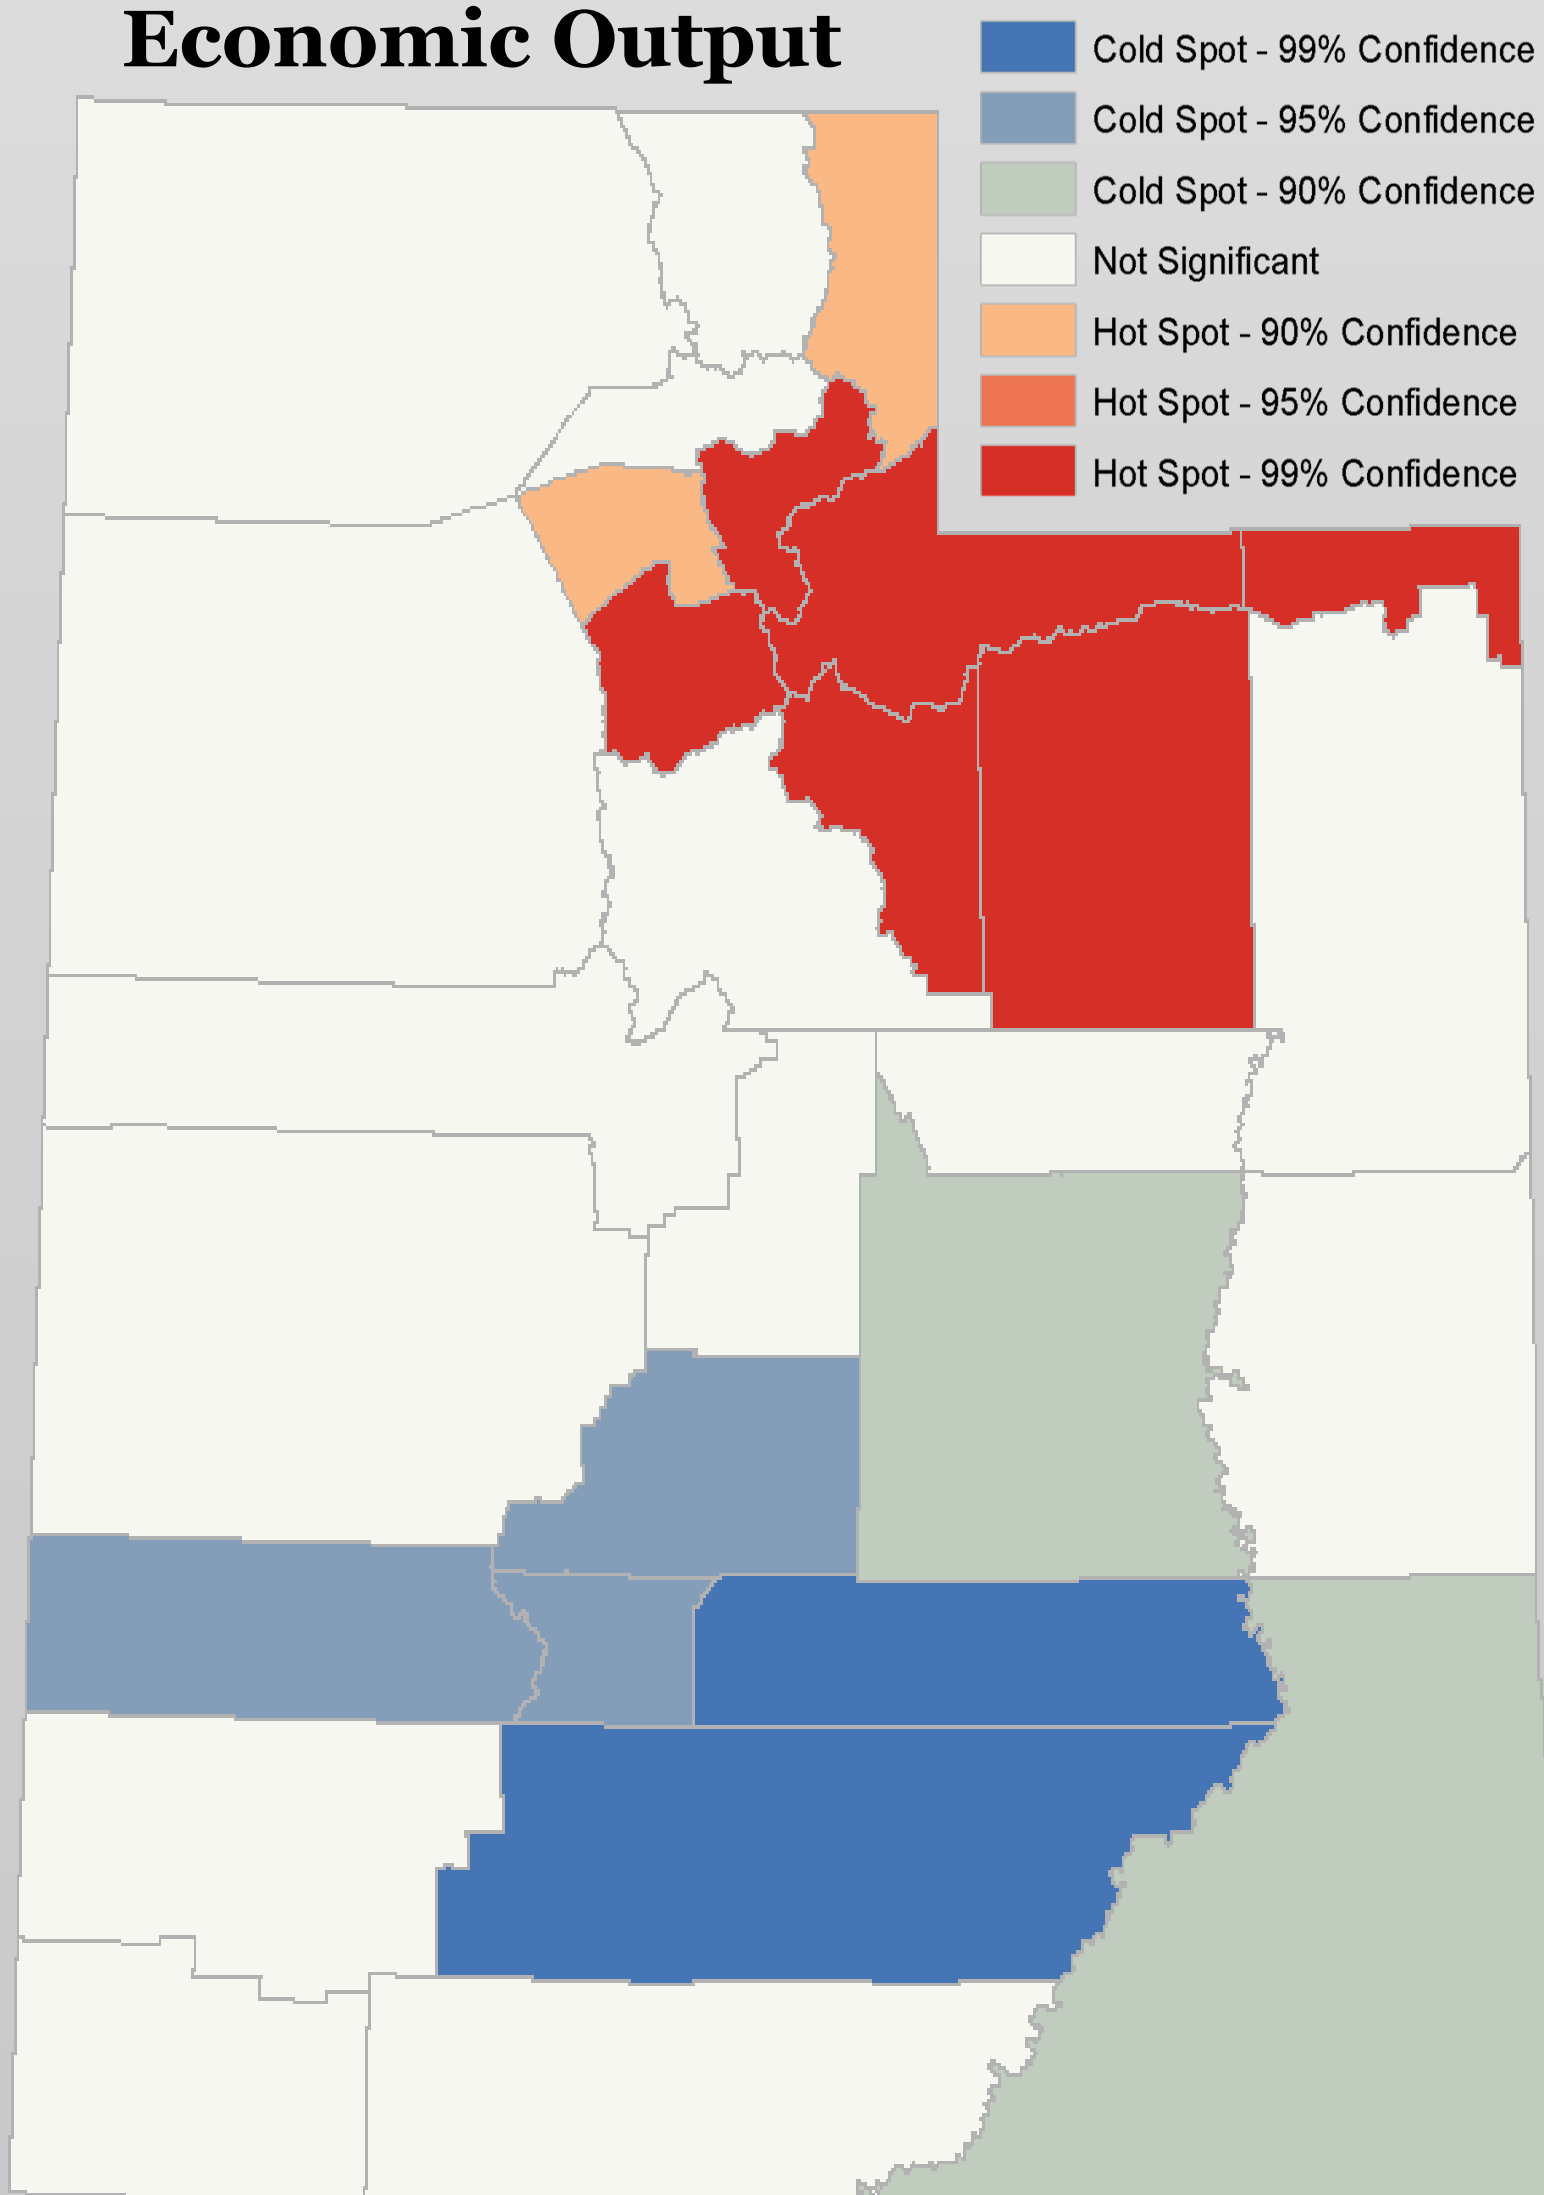 Economic Output
Cold Spot - 99% Confidence
Cold Spot - 95% Confidence
Cold Spot - 90% Confidence
Not Significant
Hot Spot - 90% Confidence
Hot Spot - 95% Confidence
Hot Spot - 99% Confidence